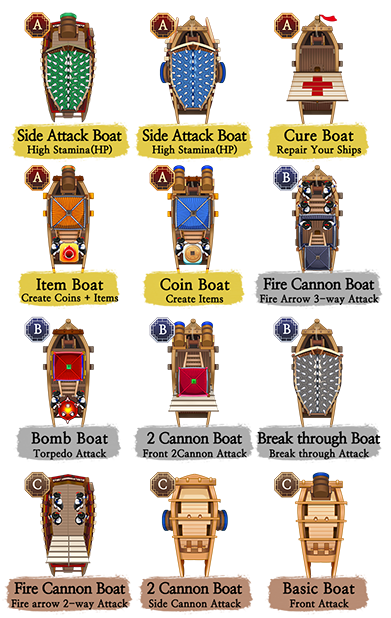 A
A
A
Side Attack Boat
High Stamina(HP)
Side Attack Boat
High Stamina(HP)
Cure Boat
Repair Your Ships
A
A
B
Item Boat
Create Coins + Items
Coin Boat
Create Items
Fire Cannon Boat
Fire Arrow 3-way Attack
B
B
B
Bomb Boat
Torpedo Attack
2 Cannon Boat
Front 2Cannon Attack
Break through Boat
Break through Attack
C
C
C
Fire Cannon Boat
Fire arrow 2-way Attack
2 Cannon Boat
Side Cannon Attack
Basic Boat
Front Attack